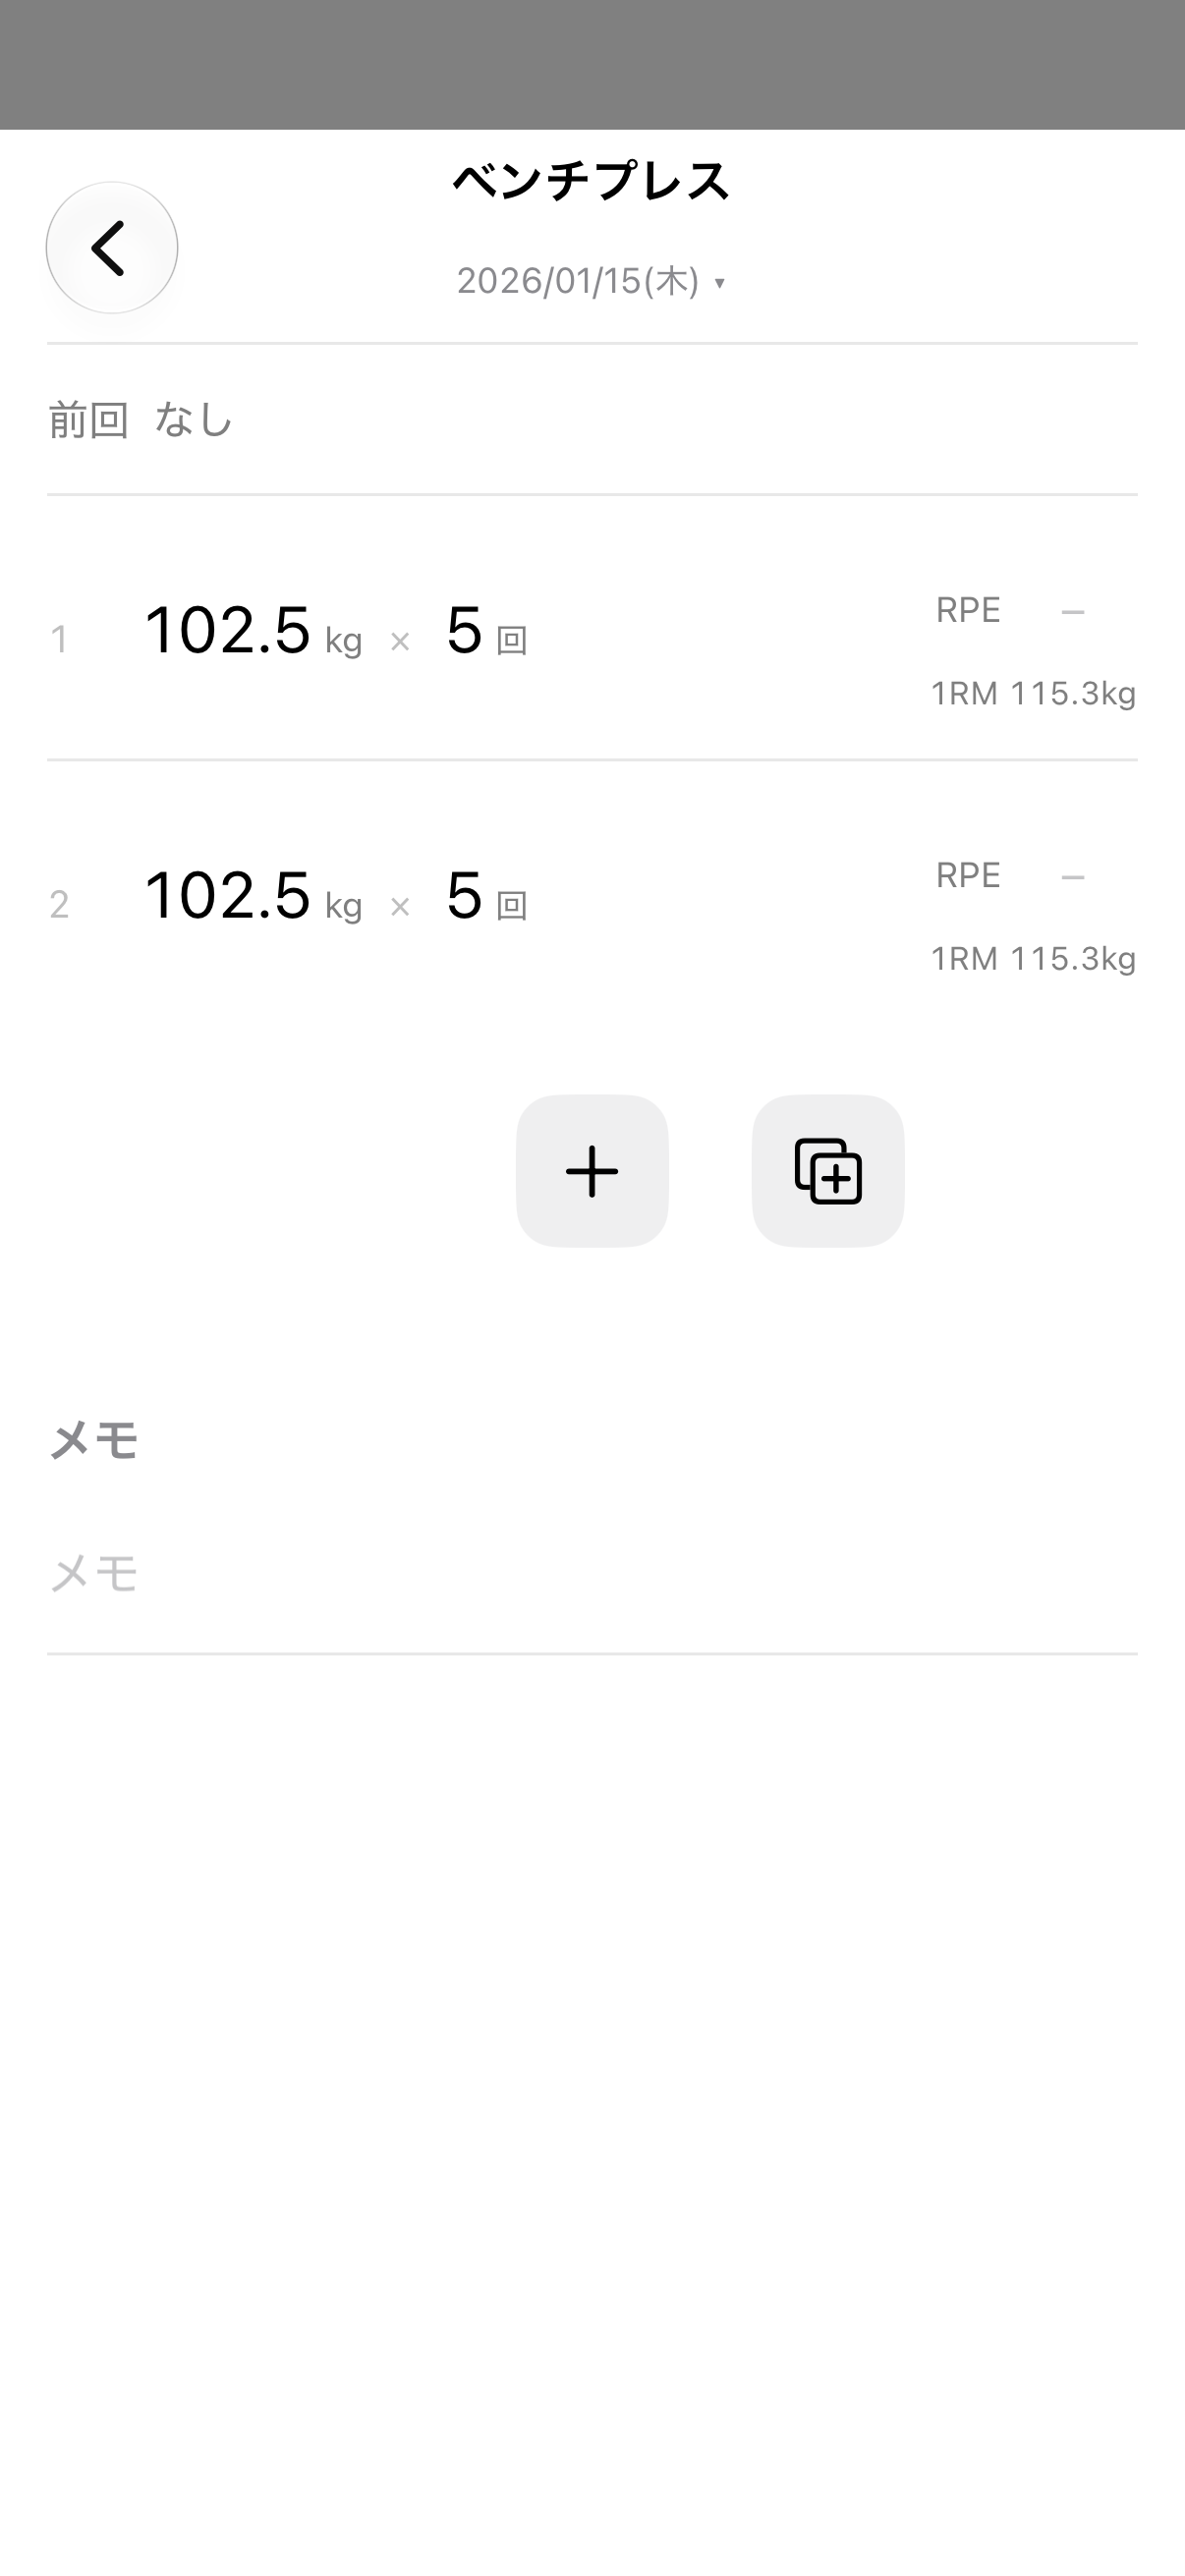 ベンチプレス
2026/01/15(木) ▾
前回 なし
1 102.5 kg × 5 回 RPE –
1RM 115.3kg
2 102.5 kg × 5 回 RPE –
1RM 115.3kg
メモ
メモ